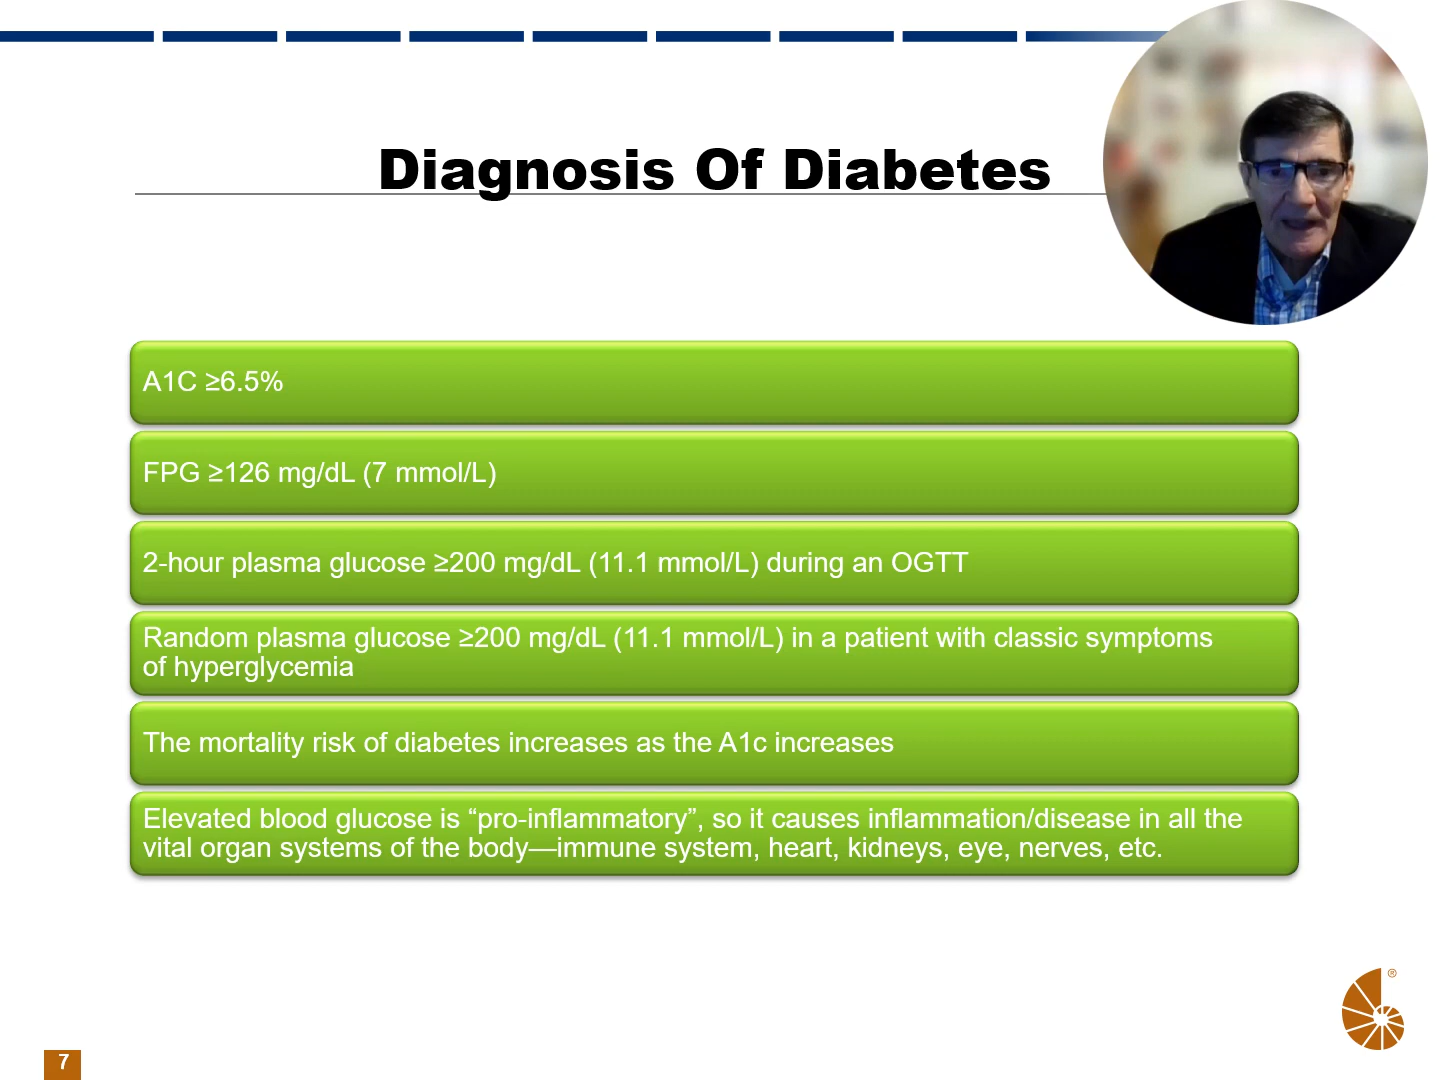 Diagnosis Of Diabetes
A1C ≥6.5%
FPG ≥126 mg/dL (7 mmol/L)
2-hour plasma glucose ≥200 mg/dL (11.1 mmol/L) during an OGTT
Random plasma glucose ≥200 mg/dL (11.1 mmol/L) in a patient with classic symptoms
of hyperglycemia
The mortality risk of diabetes increases as the A1c increases
Elevated blood glucose is “pro-inflammatory”, so it causes inflammation/disease in all the
vital organ systems of the body—immune system, heart, kidneys, eye, nerves, etc.
®
7